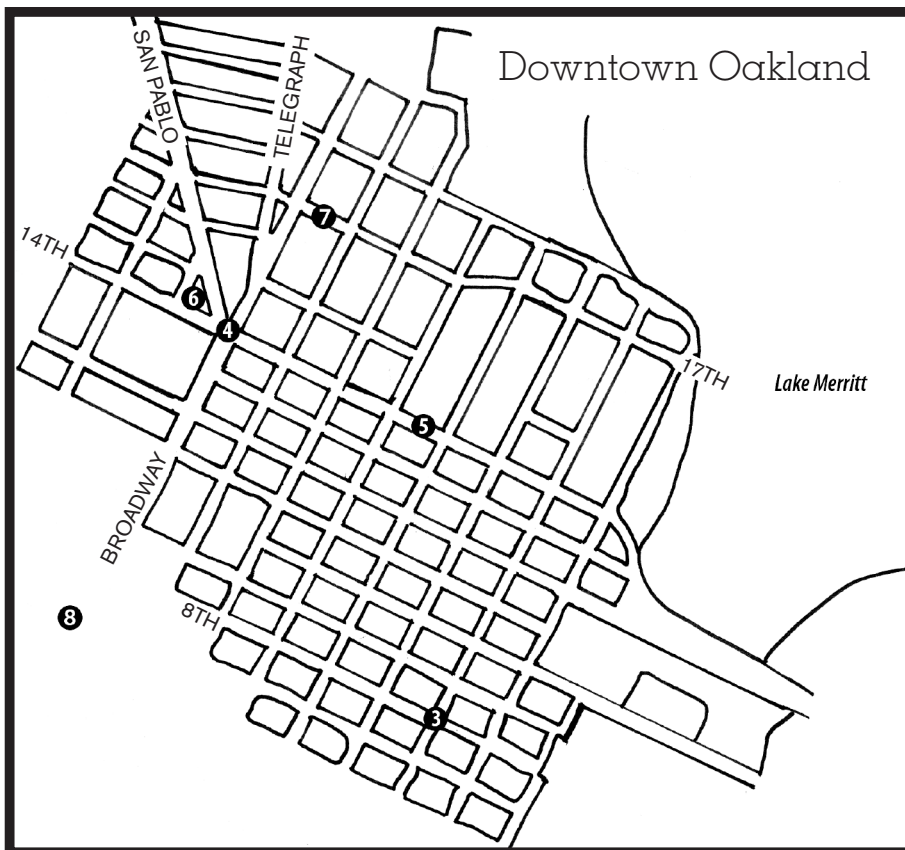 Downtown Oakland
SAN PABLO
TELEGRAPH
7
14TH
6
4
17TH
Lake Merritt
5
BROADWAY
8TH
8
3